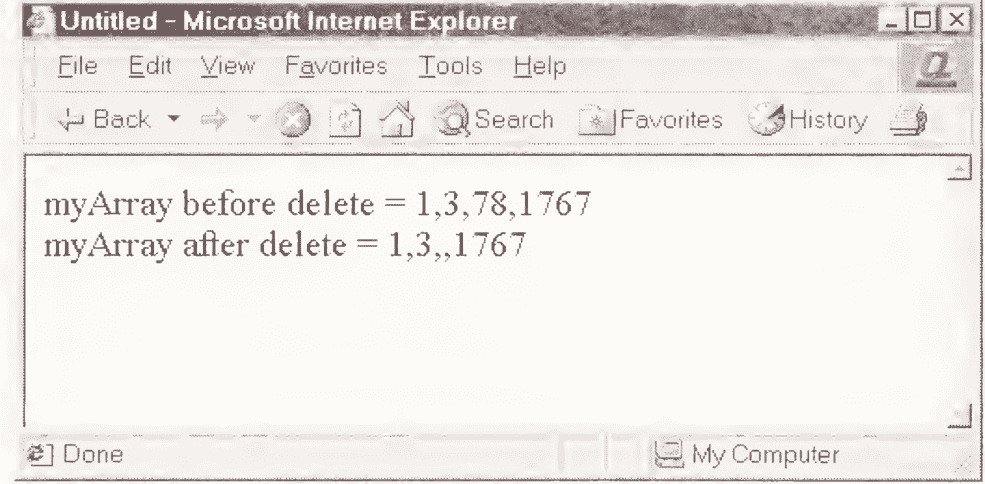 Untitled - Microsoft Internet Explorer
File Edit View Favorites Tools Help
Back Search Favorites History
myArray before delete = 1,3,78,1767
myArray after delete = 1,3,,1767
Done My Computer